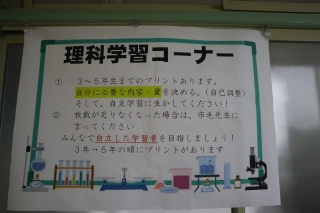 理科学習コーナー
① 3～5年生までのプリントあります。
自分に必要な内容・量を決める。(自己調整)
そして、自主学習に生かしてください!
② 枚数が足りなくなった場合は、市毛先生に
言ってください
みんなで自立した学習者を目指しましょう!
3年→5年の順にプリントがあります